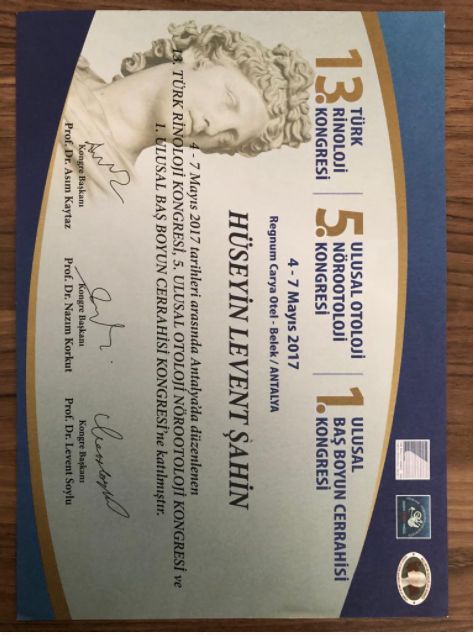 13.
TÜRK
RİNOLOJİ
KONGRESİ
5.
ULUSAL OTOLOJİ
NÖROOTOLOJİ
KONGRESİ
1.
ULUSAL
BAŞ BOYUN CERRAHİSİ
KONGRESİ
4 - 7 Mayıs 2017
Regnum Carya Otel - Belek / ANTALYA
HÜSEYİN LEVENT ŞAHİN
4 - 7 Mayıs 2017 tarihleri arasında Antalya'da düzenlenen
13. TÜRK RİNOLOJİ KONGRESİ, 5. ULUSAL OTOLOJİ NÖROOTOLOJİ KONGRESİ ve
1. ULUSAL BAŞ BOYUN CERRAHİSİ KONGRESİ'ne katılmıştır.
Kongre Başkanı
Prof. Dr. Asım Kaytaz
Kongre Başkanı
Prof. Dr. Nazım Korkut
Kongre Başkanı
Prof. Dr. Levent Soylu